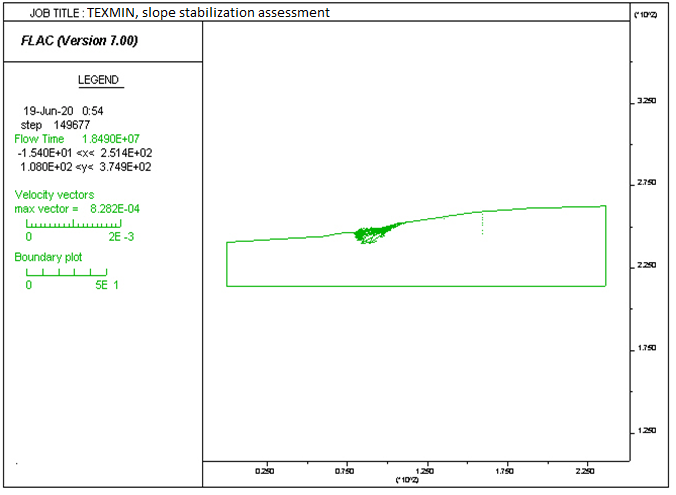 JOB TITLE : TEXMIN, slope stabilization assessment
(*10^2)
FLAC (Version 7.00)
LEGEND
19-Jun-20 0:54
step 149677
Flow Time 1.8490E+07
-1.540E+01 <x< 2.514E+02
1.080E+02 <y< 3.749E+02
Velocity vectors
max vector = 8.282E-04
0 2E -3
Boundary plot
0 5E 1
3.250
2.750
2.250
1.750
1.250
0.250 0.750 1.250 1.750 2.250
(*10^2)